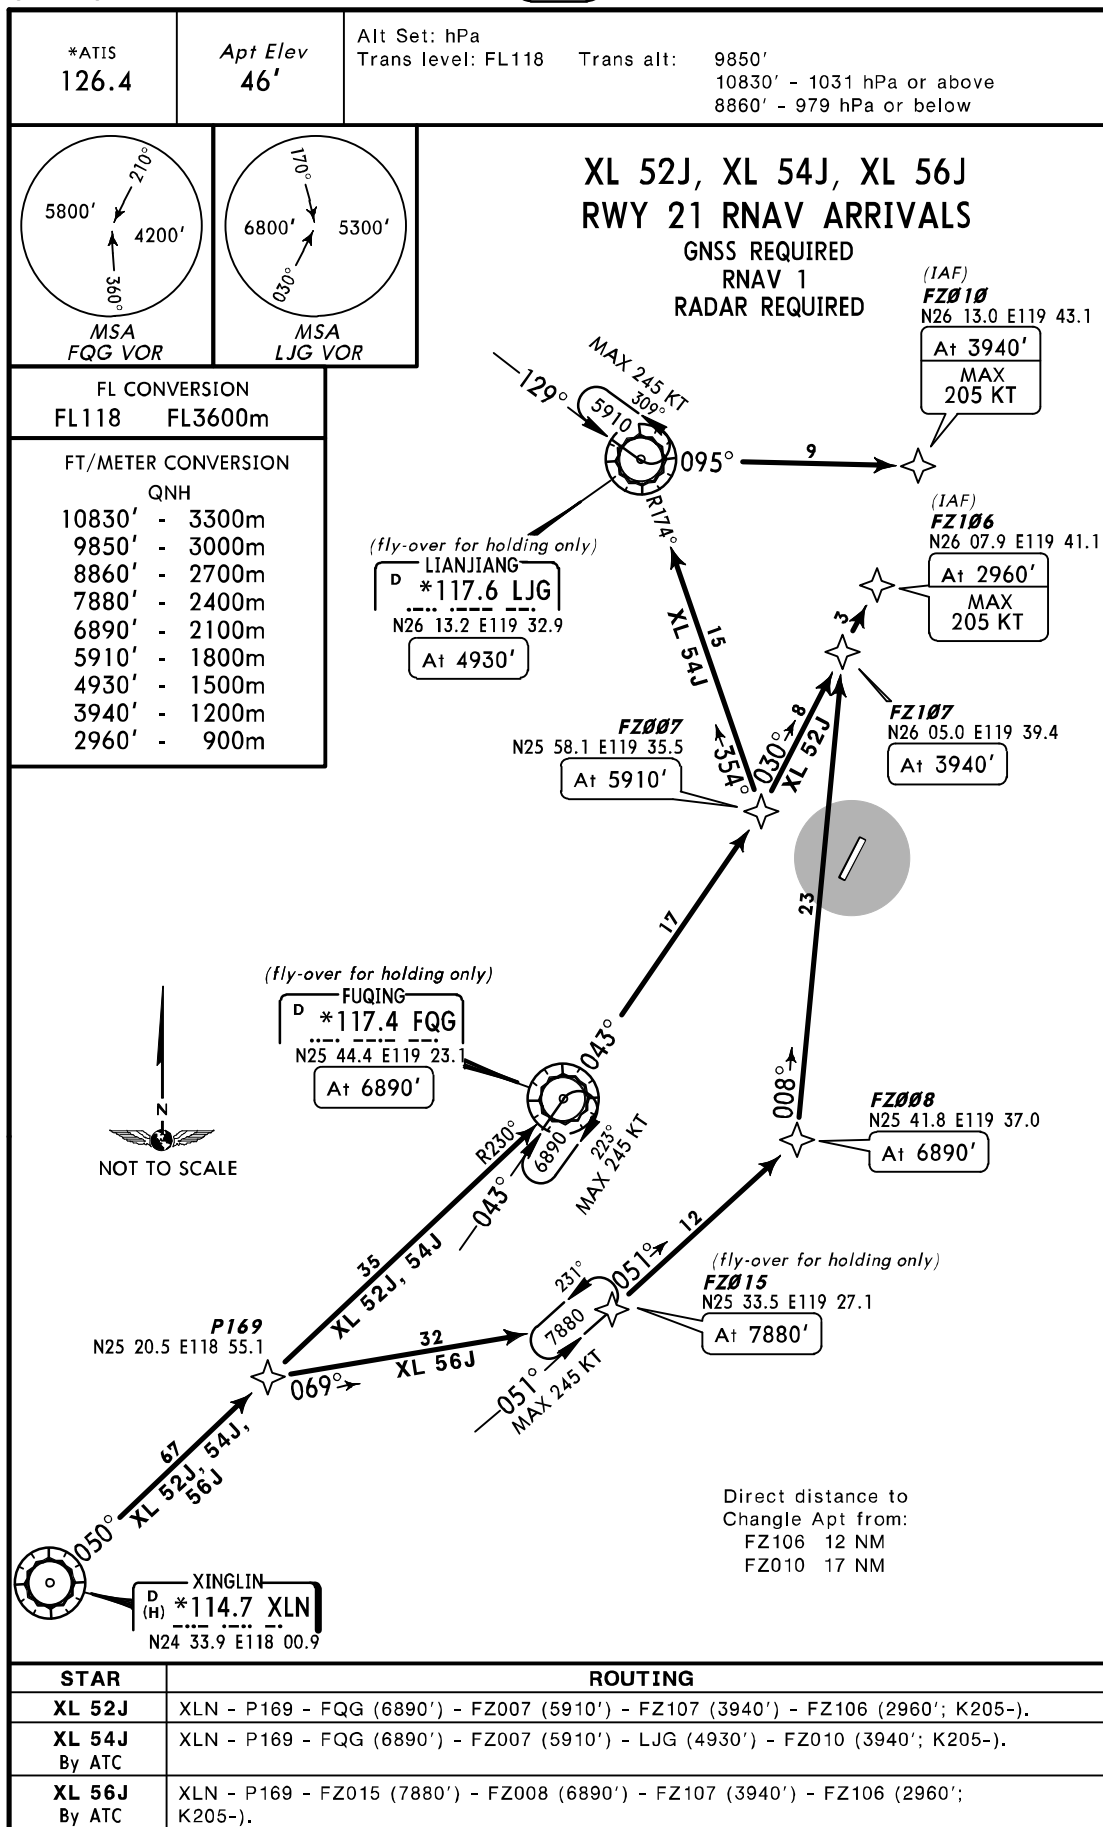 *ATIS
126.4
Apt Elev
46'
Alt Set: hPa
Trans level: FL118 Trans alt: 9850'
10830' - 1031 hPa or above
8860' - 979 hPa or below
210°
5800'
4200'
360°
MSA
FQG VOR
170°
6800'
5300'
030°
MSA
LJG VOR
XL 52J, XL 54J, XL 56J
RWY 21 RNAV ARRIVALS
GNSS REQUIRED
RNAV 1
RADAR REQUIRED
FL CONVERSION
FL118 FL3600m
FT/METER CONVERSION
QNH
10830' - 3300m
9850' - 3000m
8860' - 2700m
7880' - 2400m
6890' - 2100m
5910' - 1800m
4930' - 1500m
3940' - 1200m
2960' - 900m
(IAF)
FZØ1Ø
N26 13.0 E119 43.1
At 3940'
MAX
205 KT
MAX 245 KT
309°
5910
129°
095°
9
R174°
(fly-over for holding only)
LIANJIANG
D *117.6 LJG
N26 13.2 E119 32.9
At 4930'
(IAF)
FZ1Ø6
N26 07.9 E119 41.1
At 2960'
MAX
205 KT
3
15
XL 54J
FZ1Ø7
N26 05.0 E119 39.4
At 3940'
FZØØ7
N25 58.1 E119 35.5
At 5910'
354°
030°
8
XL 52J
23
17
(fly-over for holding only)
FUQING
D *117.4 FQG
N25 44.4 E119 23.1
At 6890'
043°
R230°
6890
223°
MAX 245 KT
043°
008°
FZØØ8
N25 41.8 E119 37.0
At 6890'
N
NOT TO SCALE
12
051°
(fly-over for holding only)
FZØ15
N25 33.5 E119 27.1
At 7880'
231°
7880
051°
MAX 245 KT
35
XL 52J, 54J
P169
N25 20.5 E118 55.1
32
XL 56J
069°
67
XL 52J, 54J,
56J
050°
XINGLIN
D
(H) *114.7 XLN
N24 33.9 E118 00.9
Direct distance to
Changle Apt from:
FZ106 12 NM
FZ010 17 NM
STAR ROUTING
XL 52J XLN - P169 - FQG (6890') - FZ007 (5910') - FZ107 (3940') - FZ106 (2960'; K205-).
XL 54J XLN - P169 - FQG (6890') - FZ007 (5910') - LJG (4930') - FZ010 (3940'; K205-).
By ATC
XL 56J XLN - P169 - FZ015 (7880') - FZ008 (6890') - FZ107 (3940') - FZ106 (2960';
By ATC K205-).